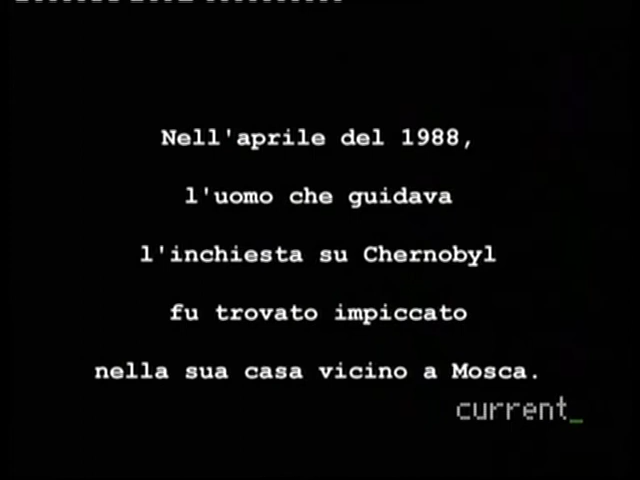 Nell'aprile del 1988,
l'uomo che guidava
l'inchiesta su Chernobyl
fu trovato impiccato
nella sua casa vicino a Mosca.
current_